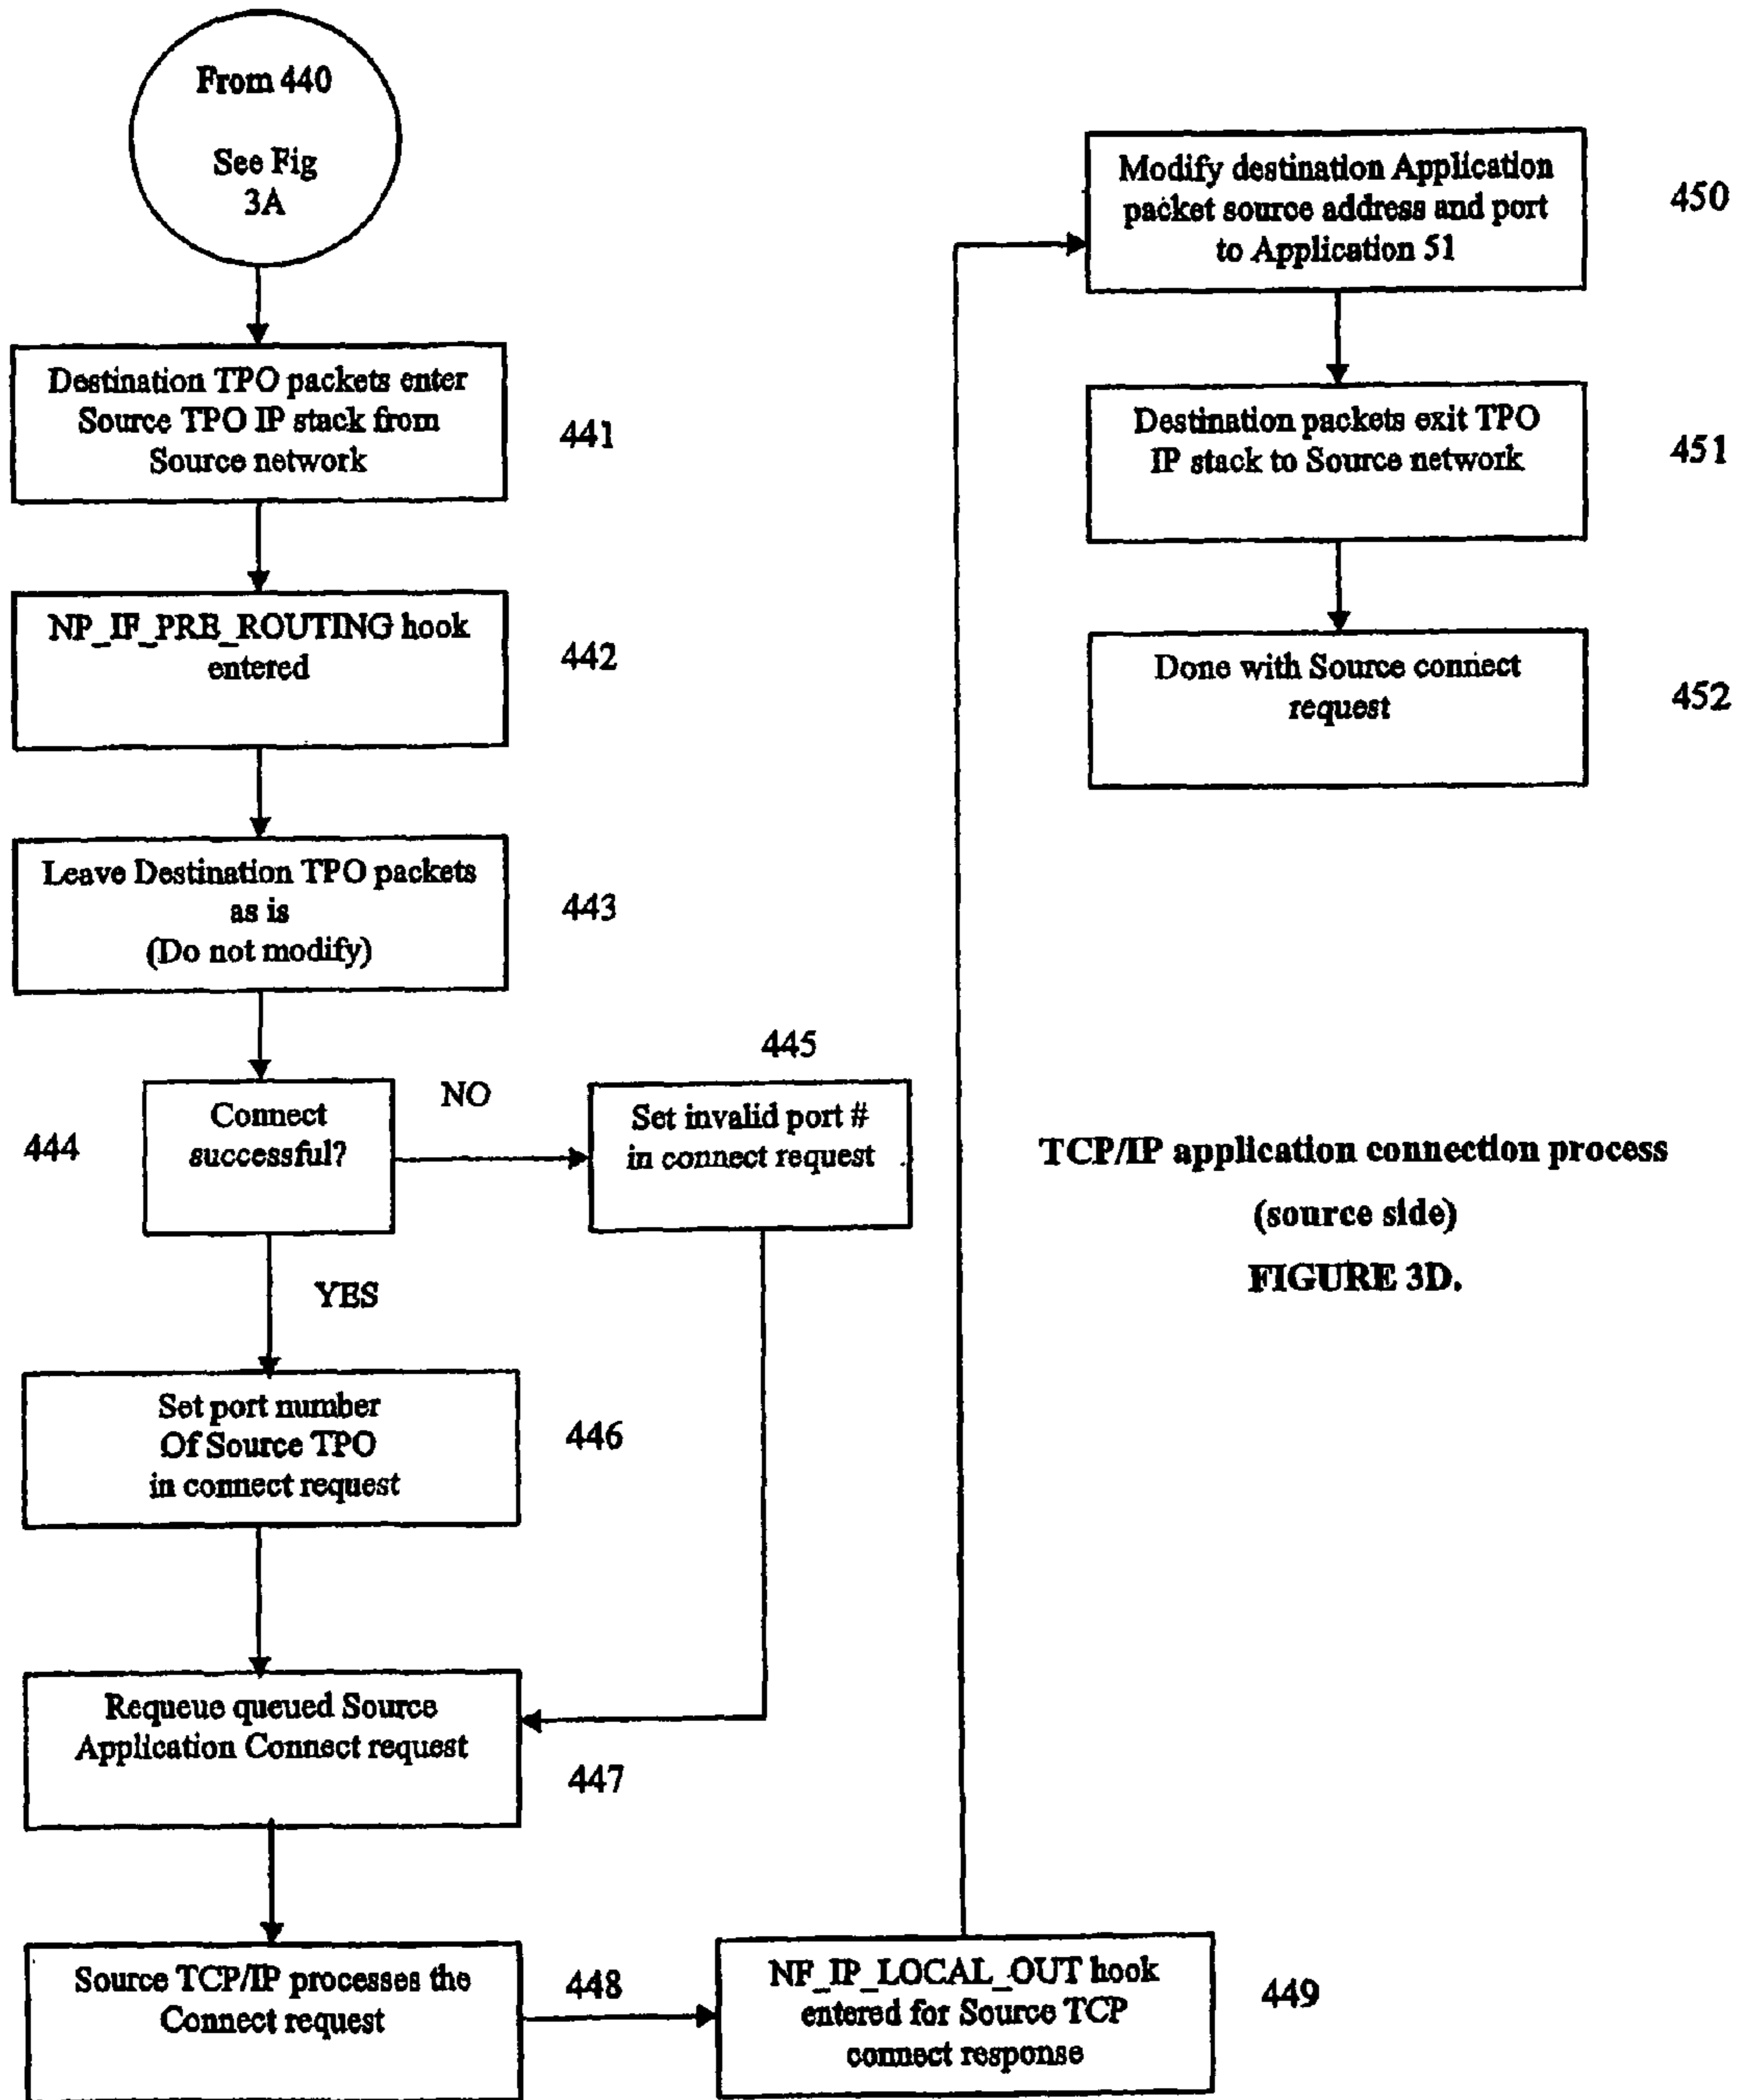 From 440
See Fig
3A
Destination TPO packets enter
Source TPO IP stack from
Source network
441
NP_IF_PRE_ROUTING hook
entered
442
Leave Destination TPO packets
as is
(Do not modify)
443
444
Connect
successful?
NO
445
Set invalid port #
in connect request
YES
Set port number
Of Source TPO
in connect request
446
Requeue queued Source
Application Connect request
447
Source TCP/IP processes the
Connect request
448
NF_IP_LOCAL_OUT hook
entered for Source TCP
connect response
449
Modify destination Application
packet source address and port
to Application 51
450
Destination packets exit TPO
IP stack to Source network
451
Done with Source connect
request
452
TCP/IP application connection process
(source side)
FIGURE 3D.